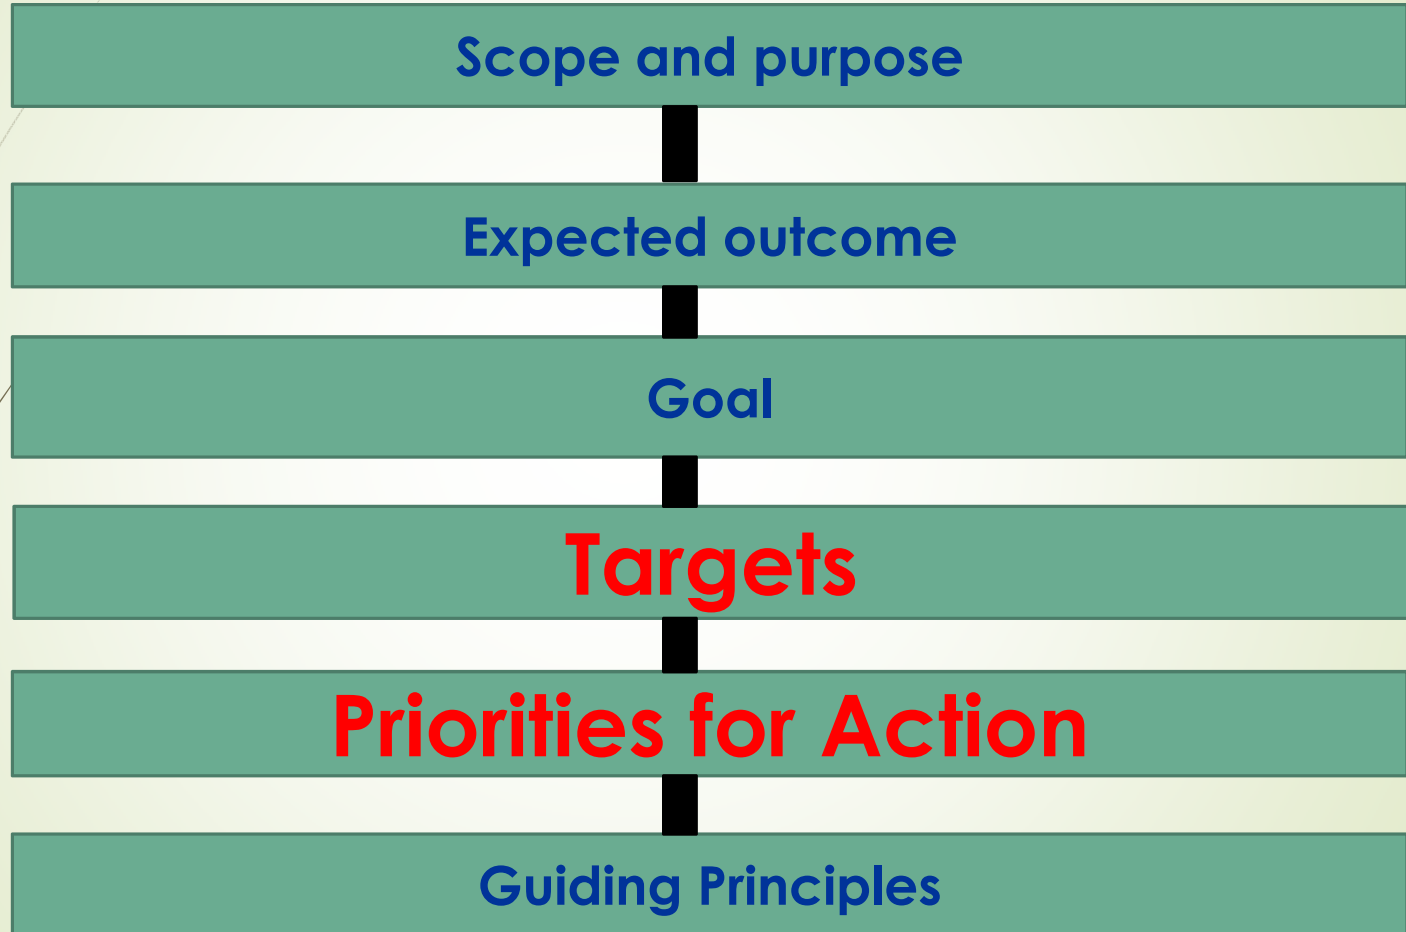 Scope and purpose
Expected outcome
Goal
Targets
Priorities for Action
Guiding Principles